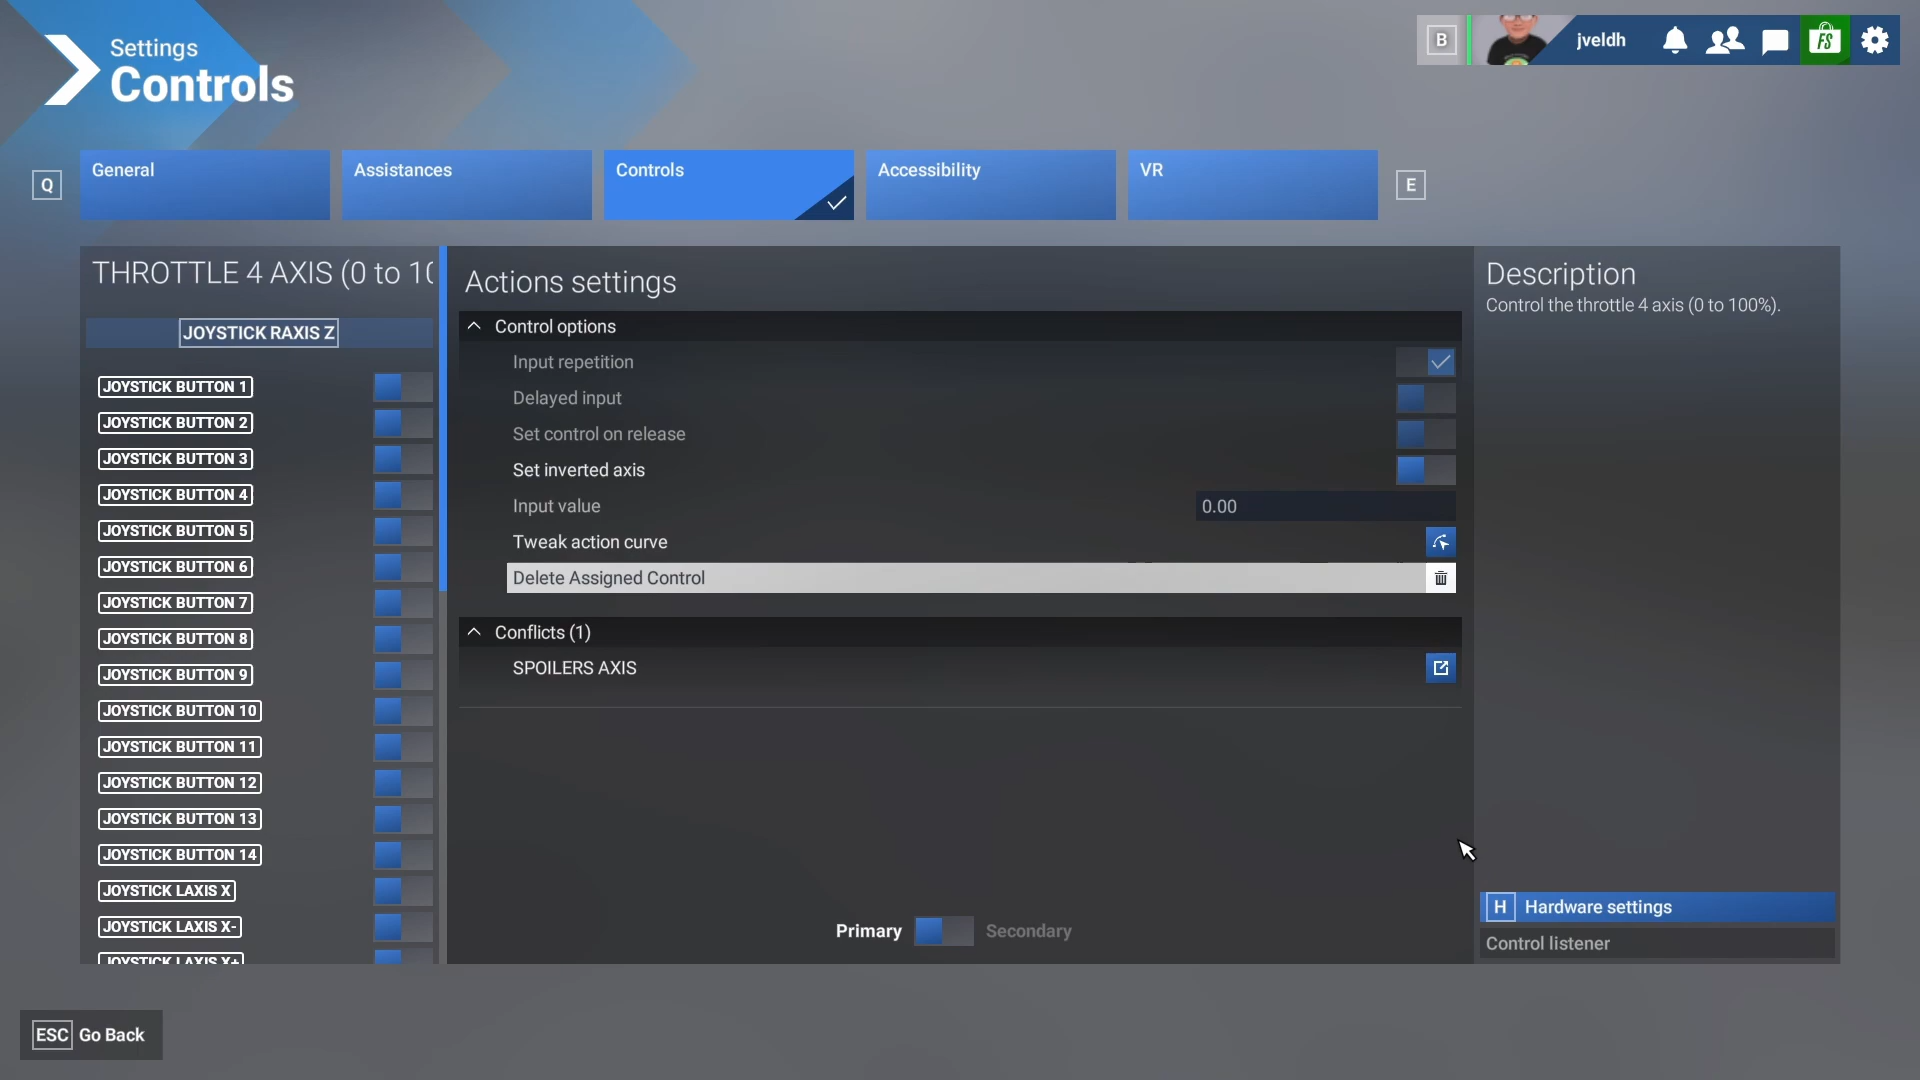 Settings
Controls
B
jveldh
FS
Q
General
Assistances
Controls
Accessibility
VR
E
THROTTLE 4 AXIS (0 to 10
JOYSTICK RAXIS Z
JOYSTICK BUTTON 1
JOYSTICK BUTTON 2
JOYSTICK BUTTON 3
JOYSTICK BUTTON 4
JOYSTICK BUTTON 5
JOYSTICK BUTTON 6
JOYSTICK BUTTON 7
JOYSTICK BUTTON 8
JOYSTICK BUTTON 9
JOYSTICK BUTTON 10
JOYSTICK BUTTON 11
JOYSTICK BUTTON 12
JOYSTICK BUTTON 13
JOYSTICK BUTTON 14
JOYSTICK LAXIS X
JOYSTICK LAXIS X-
JOYSTICK LAXIS X+
Actions settings
Control options
Input repetition
Delayed input
Set control on release
Set inverted axis
Input value 0.00
Tweak action curve
Delete Assigned Control
Conflicts (1)
SPOILERS AXIS
Primary Secondary
Description
Control the throttle 4 axis (0 to 100%).
H Hardware settings
Control listener
ESC Go Back